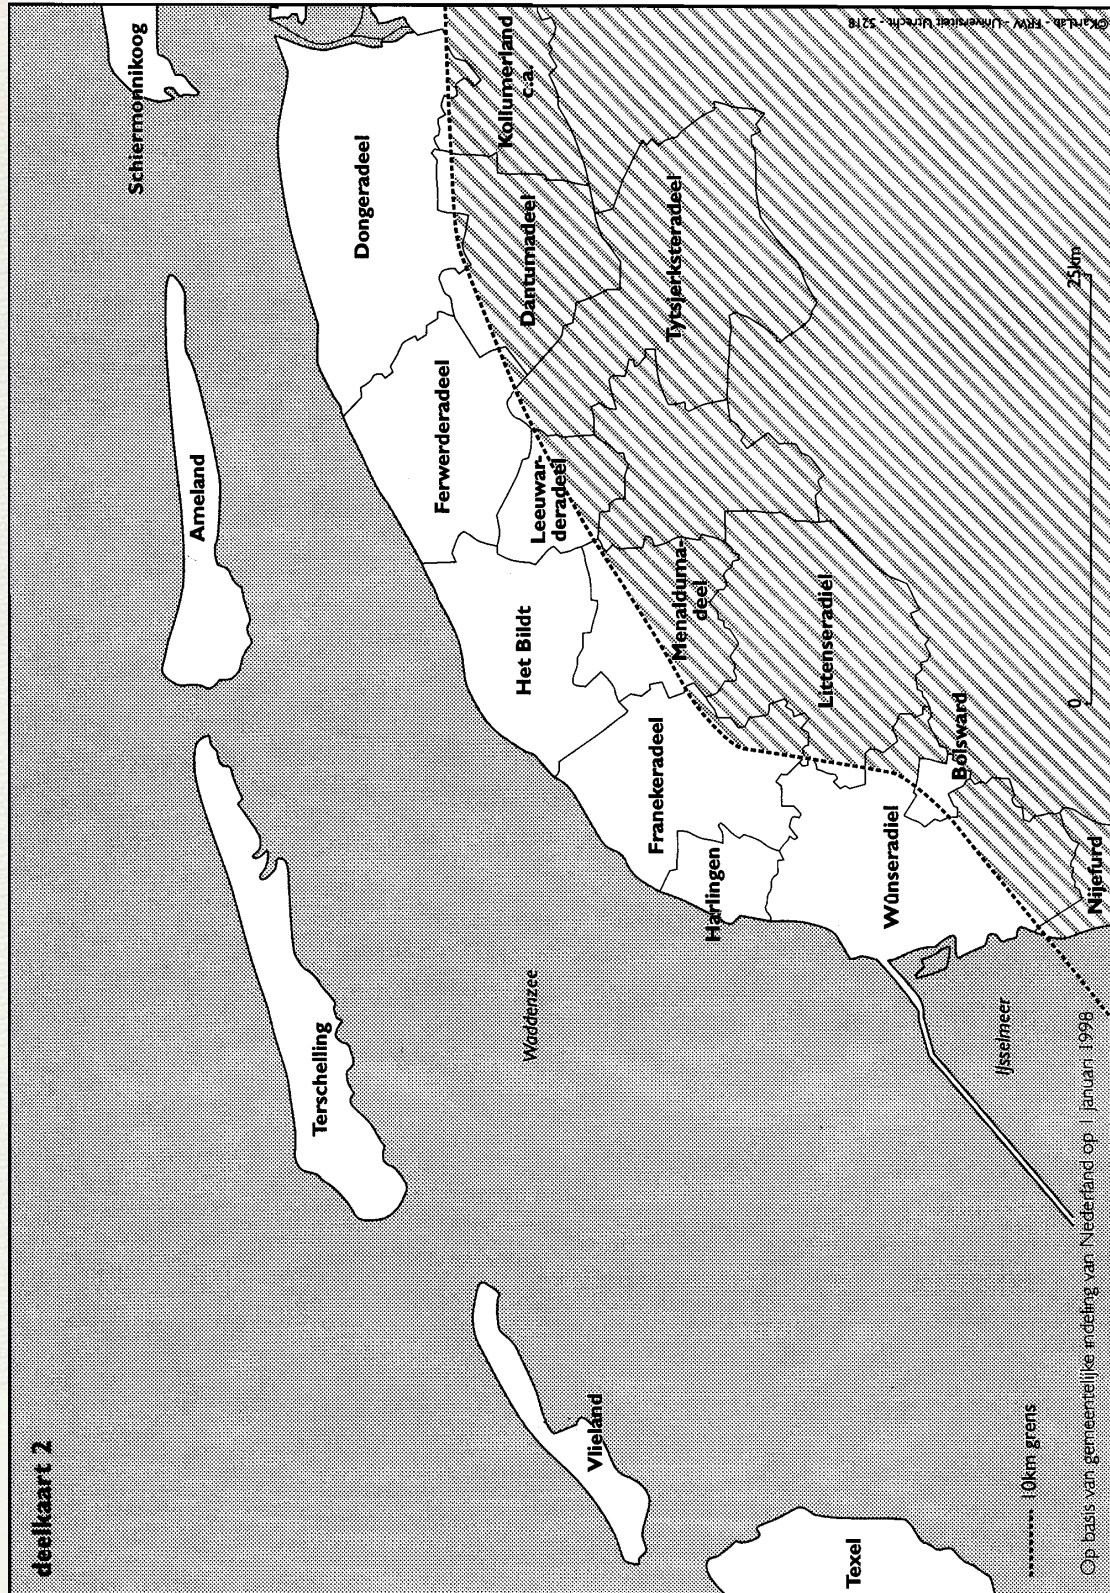 deelkaart 2
Schiermonnikoog
Ameland
Terschelling
Vlieland
Texel
Waddenzee
IJsselmeer
Dongeradeel
Kollumerland
c.a.
Dantumadeel
Tytsjerksteradeel
Ferwerderadeel
Leeuwar-
deradeel
Het Bildt
Menalduma-
deel
Littenseradiel
Franekeradeel
Harlingen
Wûnseradiel
Bolsward
Nijefurd
10km grens
0
25km
Op basis van gemeentelijke indeling van Nederland op 1 januari 1998
©KartLab - FRW - Universiteit Utrecht - 5218